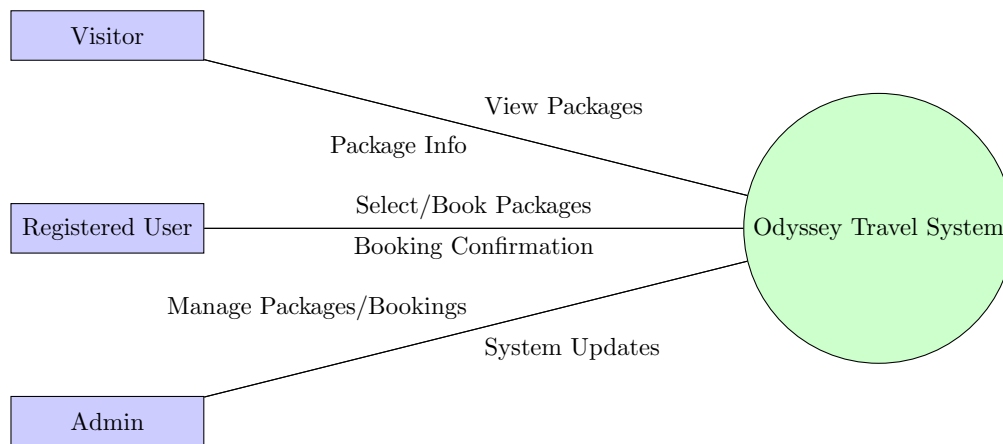 Visitor
View Packages
Package Info
Select/Book Packages
Registered User
Odyssey Travel System
Booking Confirmation
Manage Packages/Bookings
System Updates
Admin